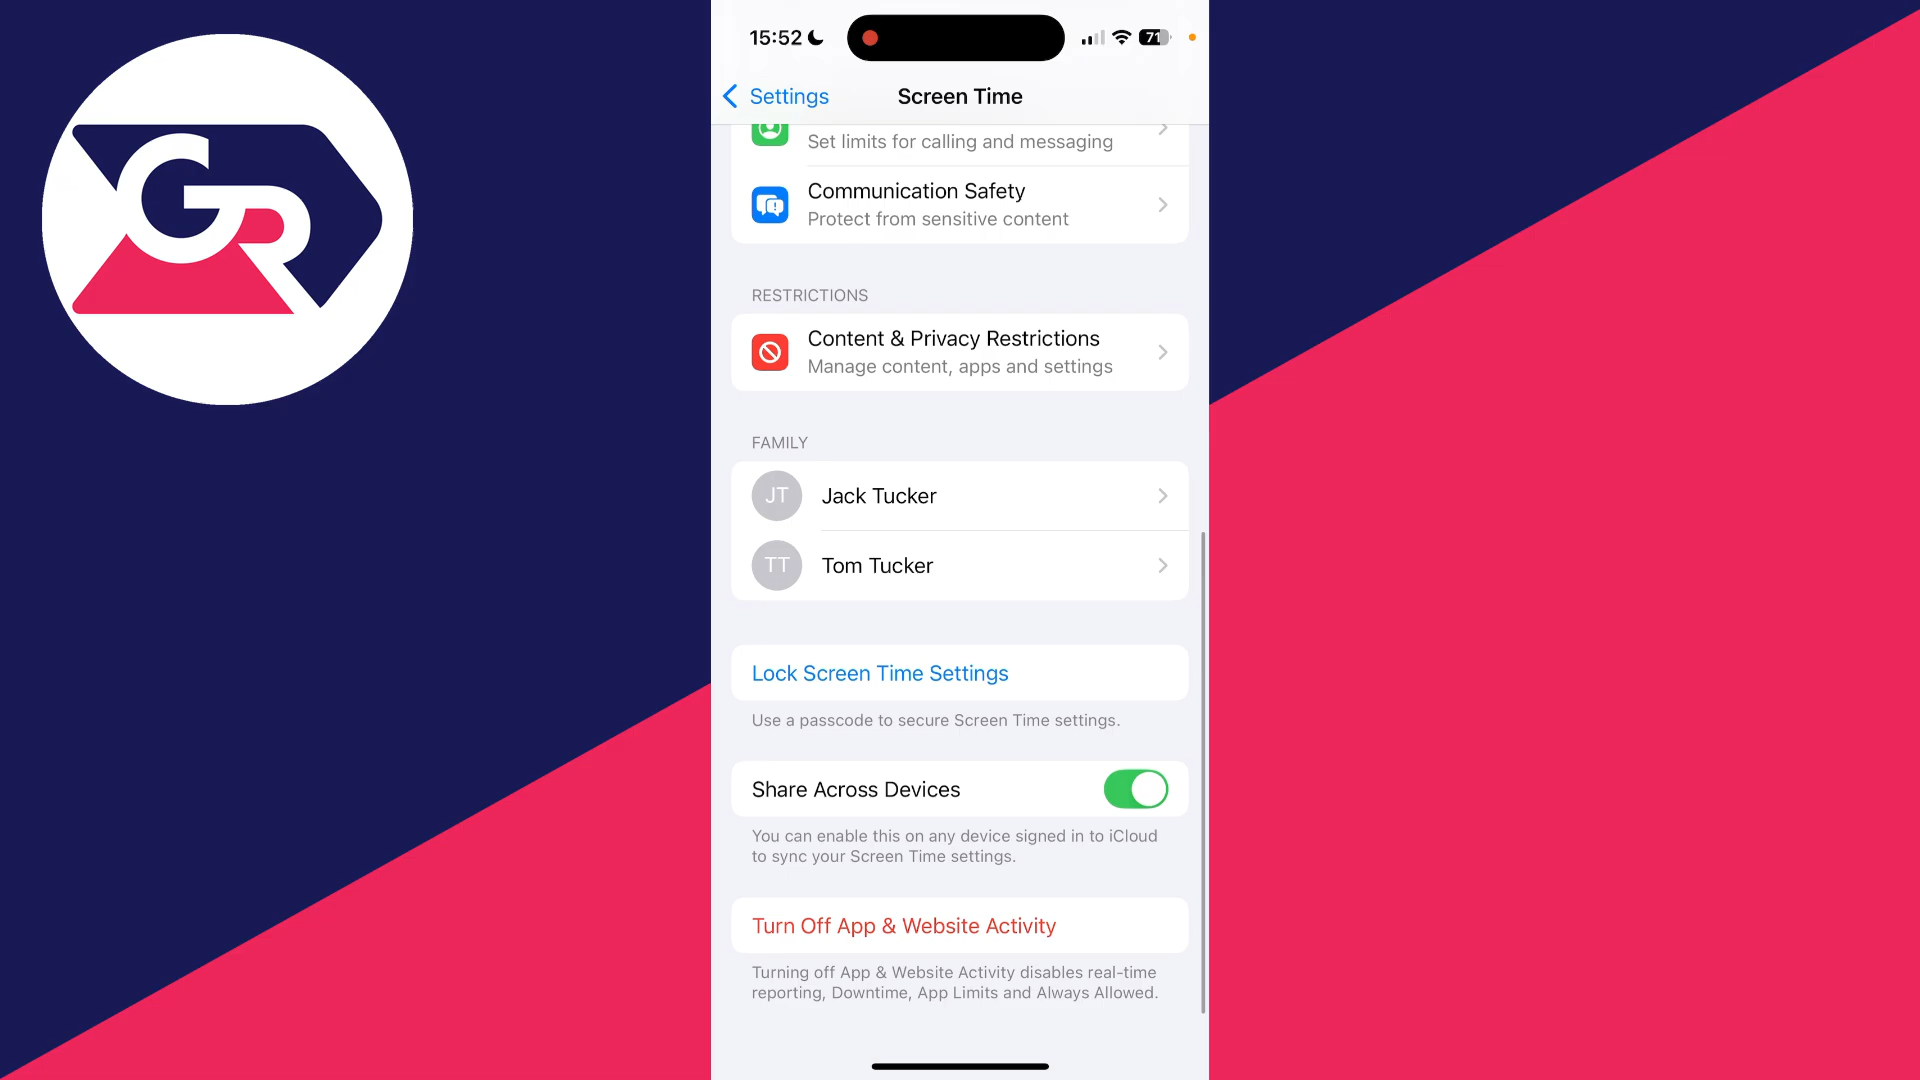 GR
15:52
71
Settings
Screen Time
Set limits for calling and messaging
Communication Safety
Protect from sensitive content
RESTRICTIONS
Content & Privacy Restrictions
Manage content, apps and settings
FAMILY
JT
Jack Tucker
TT
Tom Tucker
Lock Screen Time Settings
Use a passcode to secure Screen Time settings.
Share Across Devices
You can enable this on any device signed in to iCloud
to sync your Screen Time settings.
Turn Off App & Website Activity
Turning off App & Website Activity disables real-time
reporting, Downtime, App Limits and Always Allowed.